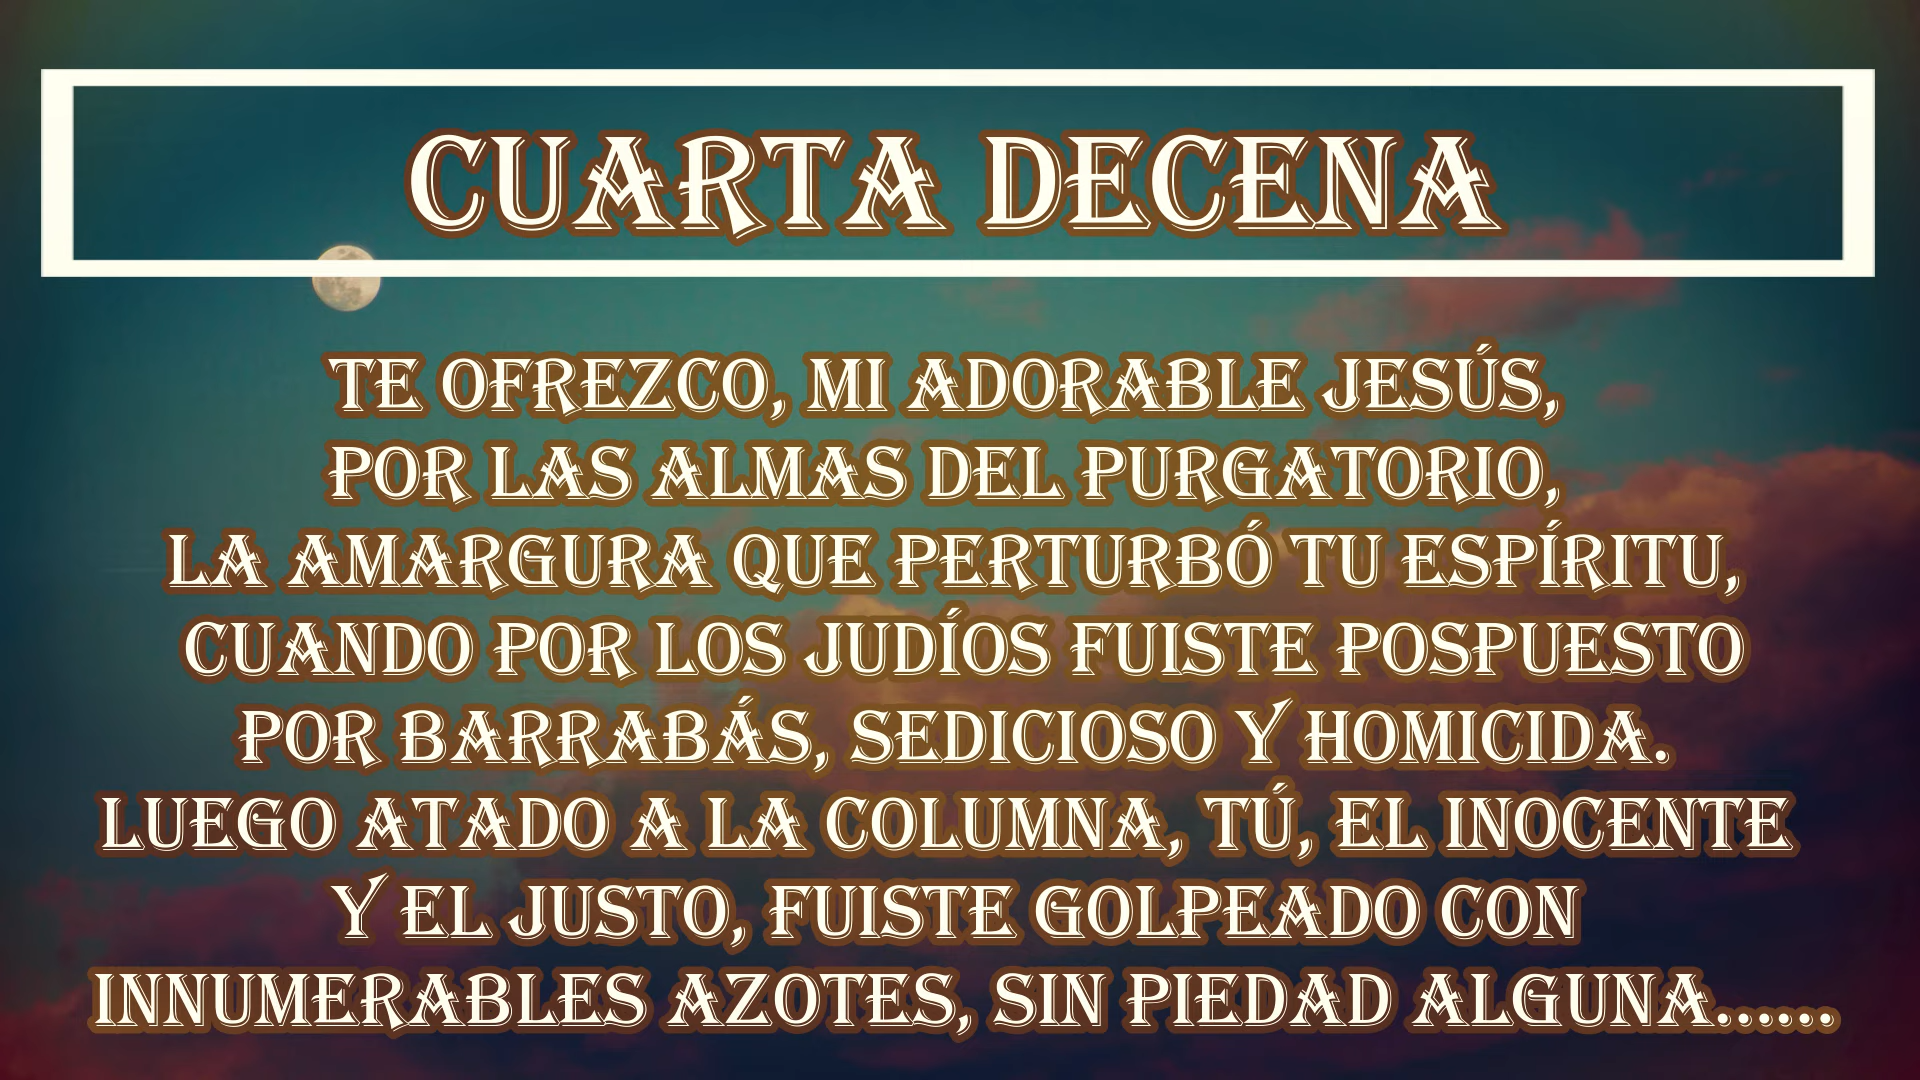 CUARTA DECENA
TE OFREZCO, MI ADORABLE JESÚS,
POR LAS ALMAS DEL PURGATORIO,
LA AMARGURA QUE PERTURBÓ TU ESPÍRITU,
CUANDO POR LOS JUDÍOS FUISTE POSPUESTO
POR BARRABÁS, SEDICIOSO Y HOMICIDA.
LUEGO ATADO A LA COLUMNA, TÚ, EL INOCENTE
Y EL JUSTO, FUISTE GOLPEADO CON
INNUMERABLES AZOTES, SIN PIEDAD ALGUNA......